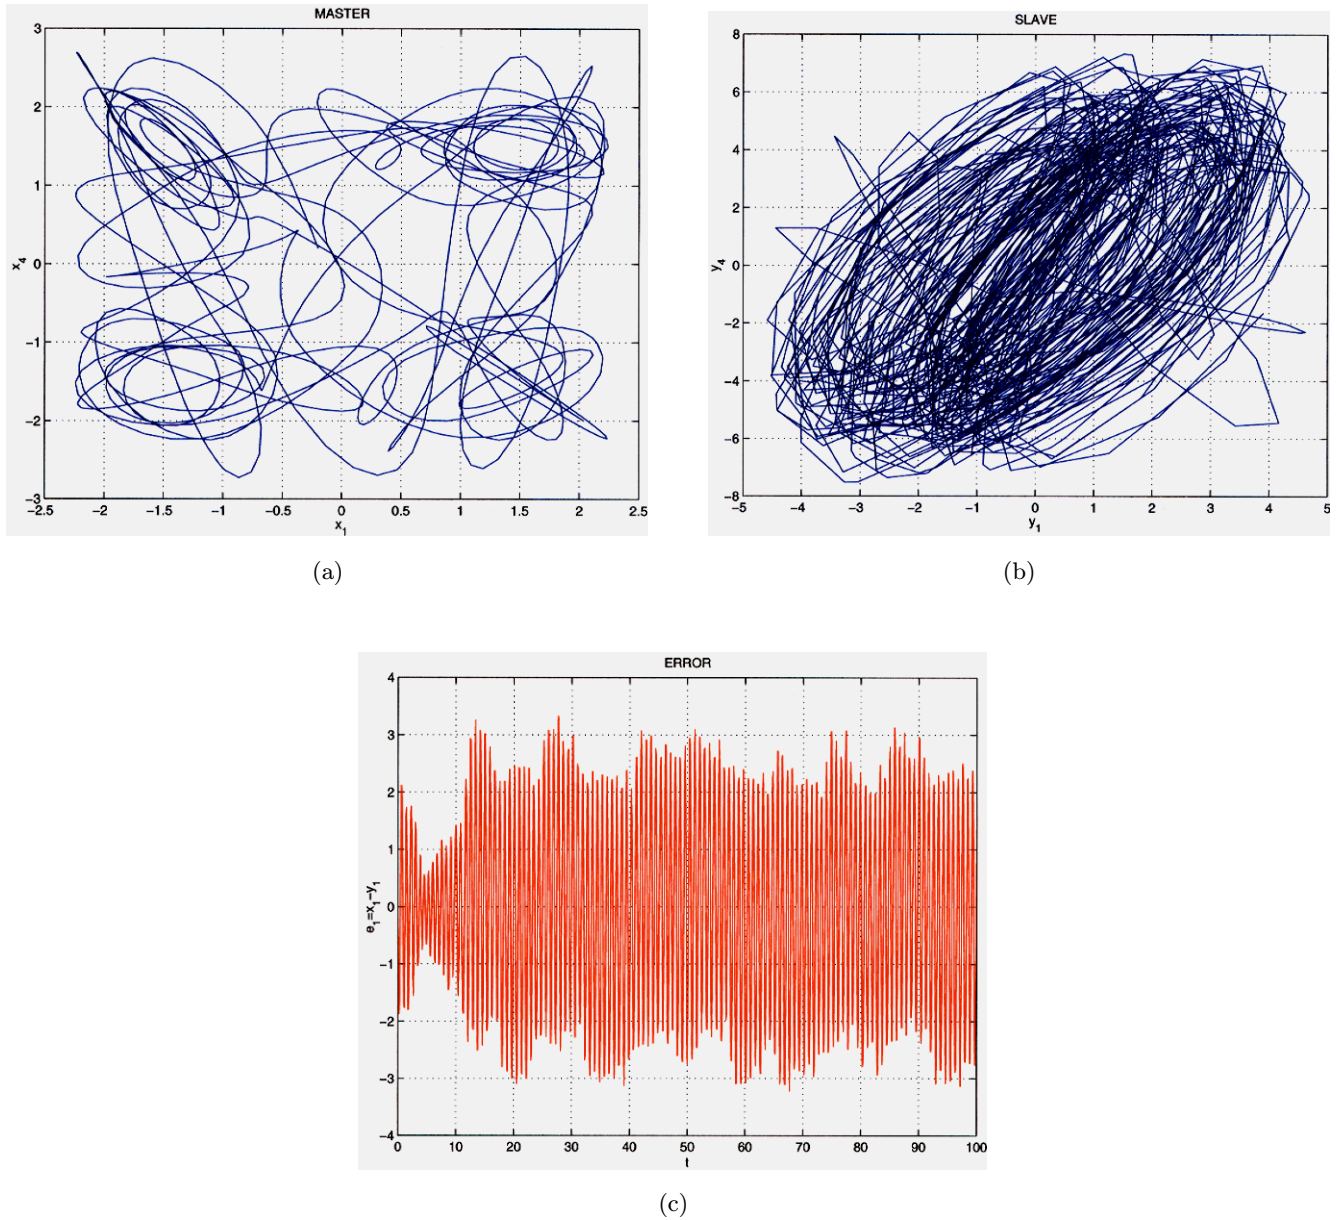 MASTER
3
2
1
0
−1
−2
−3
x4
−2.5 −2 −1.5 −1 −0.5 0 0.5 1 1.5 2 2.5
x1
(a)
SLAVE
8
6
4
2
0
−2
−4
−6
−8
y4
−5 −4 −3 −2 −1 0 1 2 3 4 5
y1
(b)
ERROR
4
3
2
1
0
−1
−2
−3
−4
e1=x1−y1
0 10 20 30 40 50 60 70 80 90 100
t
(c)